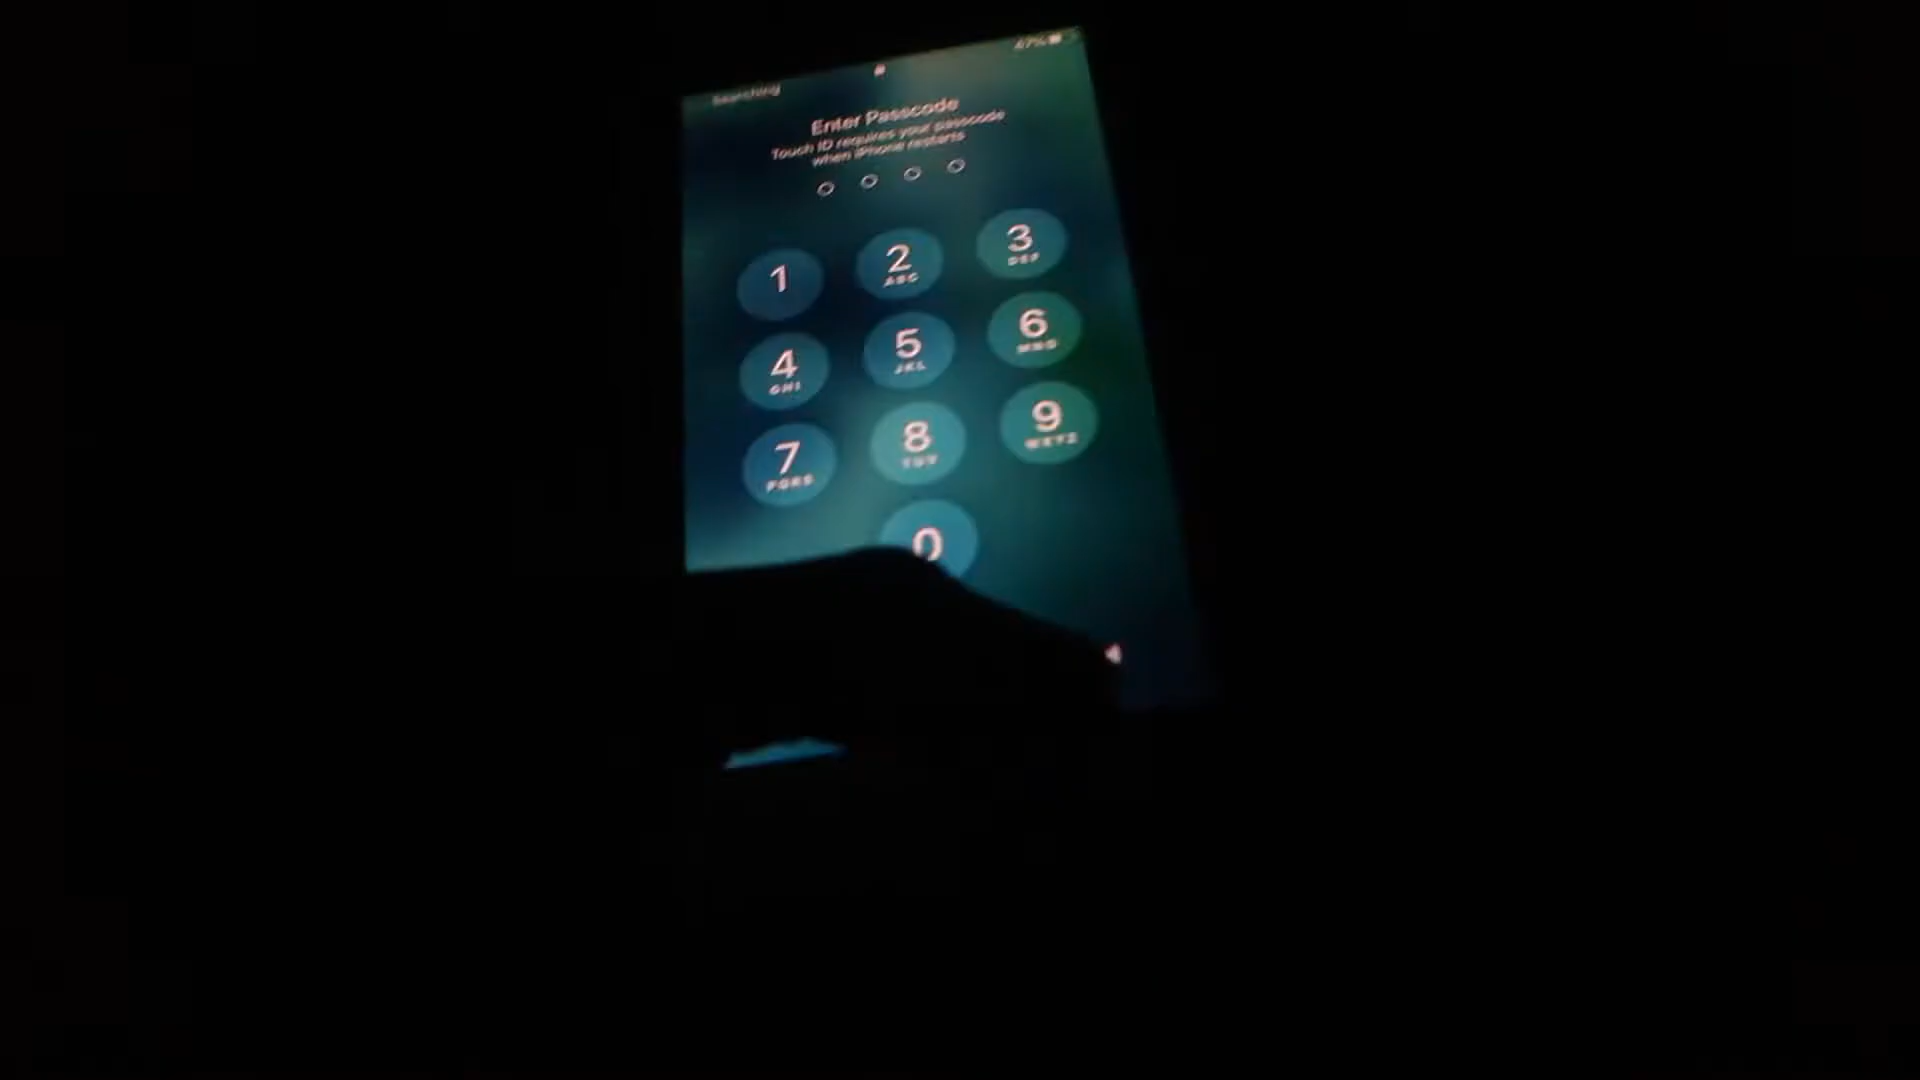 47%
Searching
Enter Passcode
Touch ID requires your passcode
when iPhone restarts
1
2
ABC
3
DEF
4
GHI
5
JKL
6
MNO
7
PQRS
8
TUV
9
WXYZ
0